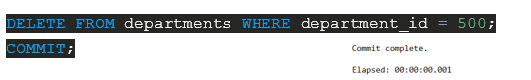 DELETE FROM departments WHERE department_id = 500;
COMMIT;
Commit complete.
Elapsed: 00:00:00.001